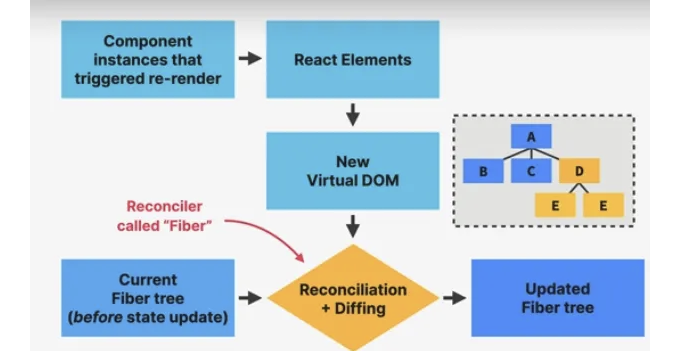 Component
instances that
triggered re-render
React Elements
New
Virtual DOM
A
B
C
D
E
E
Reconciler
called “Fiber”
Current
Fiber tree
(before state update)
Reconciliation
+ Diffing
Updated
Fiber tree